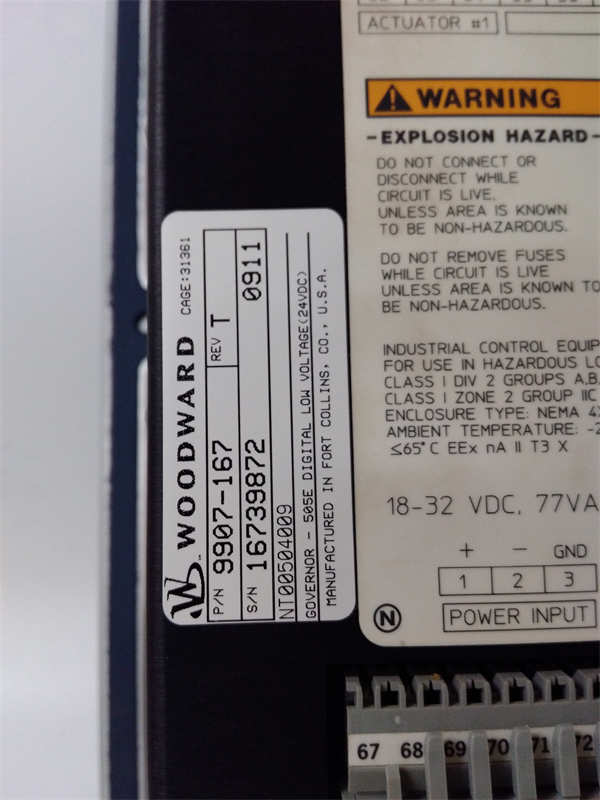 ACTUATOR #1
WARNING
-EXPLOSION HAZARD-
DO NOT CONNECT OR
DISCONNECT WHILE
CIRCUIT IS LIVE,
UNLESS AREA IS KNOWN
TO BE NON-HAZARDOUS.
DO NOT REMOVE FUSES
WHILE CIRCUIT IS LIVE
UNLESS AREA IS KNOWN TO
BE NON-HAZARDOUS.
INDUSTRIAL CONTROL EQUIP
FOR USE IN HAZARDOUS LO
CLASS I DIV 2 GROUPS A,B,
CLASS I ZONE 2 GROUP IIC
ENCLOSURE TYPE: NEMA 4X
AMBIENT TEMPERATURE: -2
≤65°C EEx nA II T3 X
18-32 VDC, 77VA
+ - GND
1 2 3
POWER INPUT
N
WOODWARD CAGE:31361
P/N 9907-167 REV T
S/N 16739872 0911
NT00504009
GOVERNOR - 505E DIGITAL LOW VOLTAGE(24VDC)
MANUFACTURED IN FORT COLLINS, CO., U.S.A.
67 68 69 70 71 72